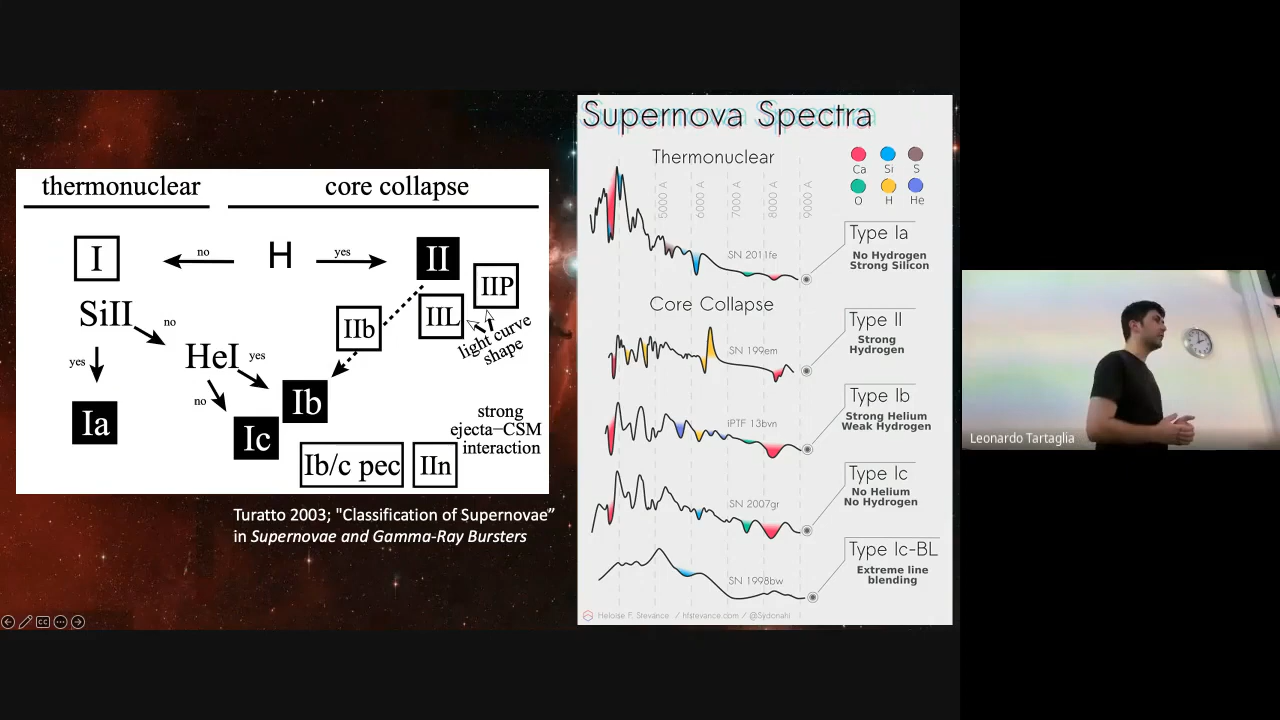 thermonuclear
core collapse
I
no
H
yes
II
IIP
IIL
IIb
light curve
shape
SiII
no
yes
HeI
yes
no
Ia
Ib
Ic
strong
ejecta–CSM
interaction
Ib/c pec
IIn
Turatto 2003; "Classification of Supernovae”
in Supernovae and Gamma-Ray Bursters
CC
Supernova Spectra
Thermonuclear
Ca
Si
S
O
H
He
5000 A
6000 A
7000 A
8000 A
9000 A
SN 2011fe
Type Ia
No Hydrogen
Strong Silicon
Core Collapse
SN 199em
Type II
Strong
Hydrogen
iPTF 13bvn
Type Ib
Strong Helium
Weak Hydrogen
SN 2007gr
Type Ic
No Helium
No Hydrogen
SN 1998bw
Type Ic-BL
Extreme line
blending
Heloise F. Stevance / hfstevance.com / @Sydonahi
Leonardo Tartaglia